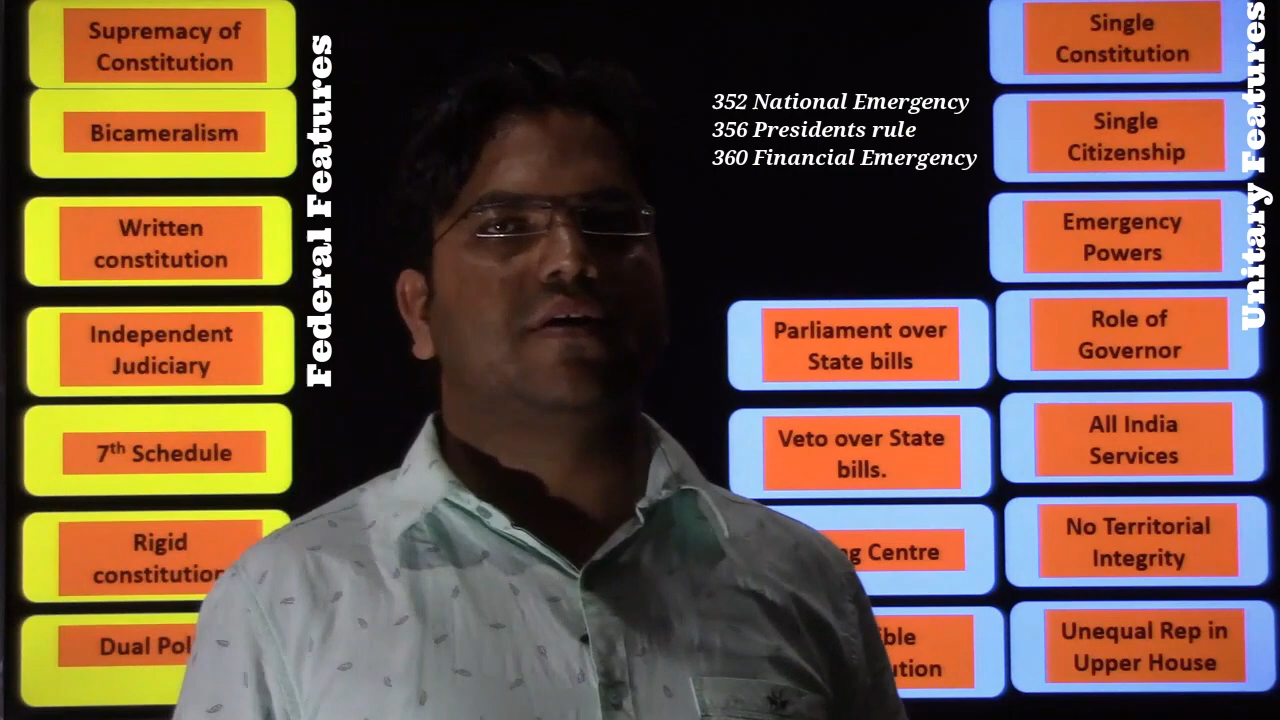 Supremacy of
Constitution
Bicameralism
Written
constitution
Independent
Judiciary
7th Schedule
Rigid
constitution
Dual
Federal Features
352 National Emergency
356 Presidents rule
360 Financial Emergency
Parliament over
State bills
Veto over State
bills.
Centre
Single
Constitution
Single
Citizenship
Emergency
Powers
Role of
Governor
All India
Services
No Territorial
Integrity
Unequal Rep in
Upper House
Unitary Features